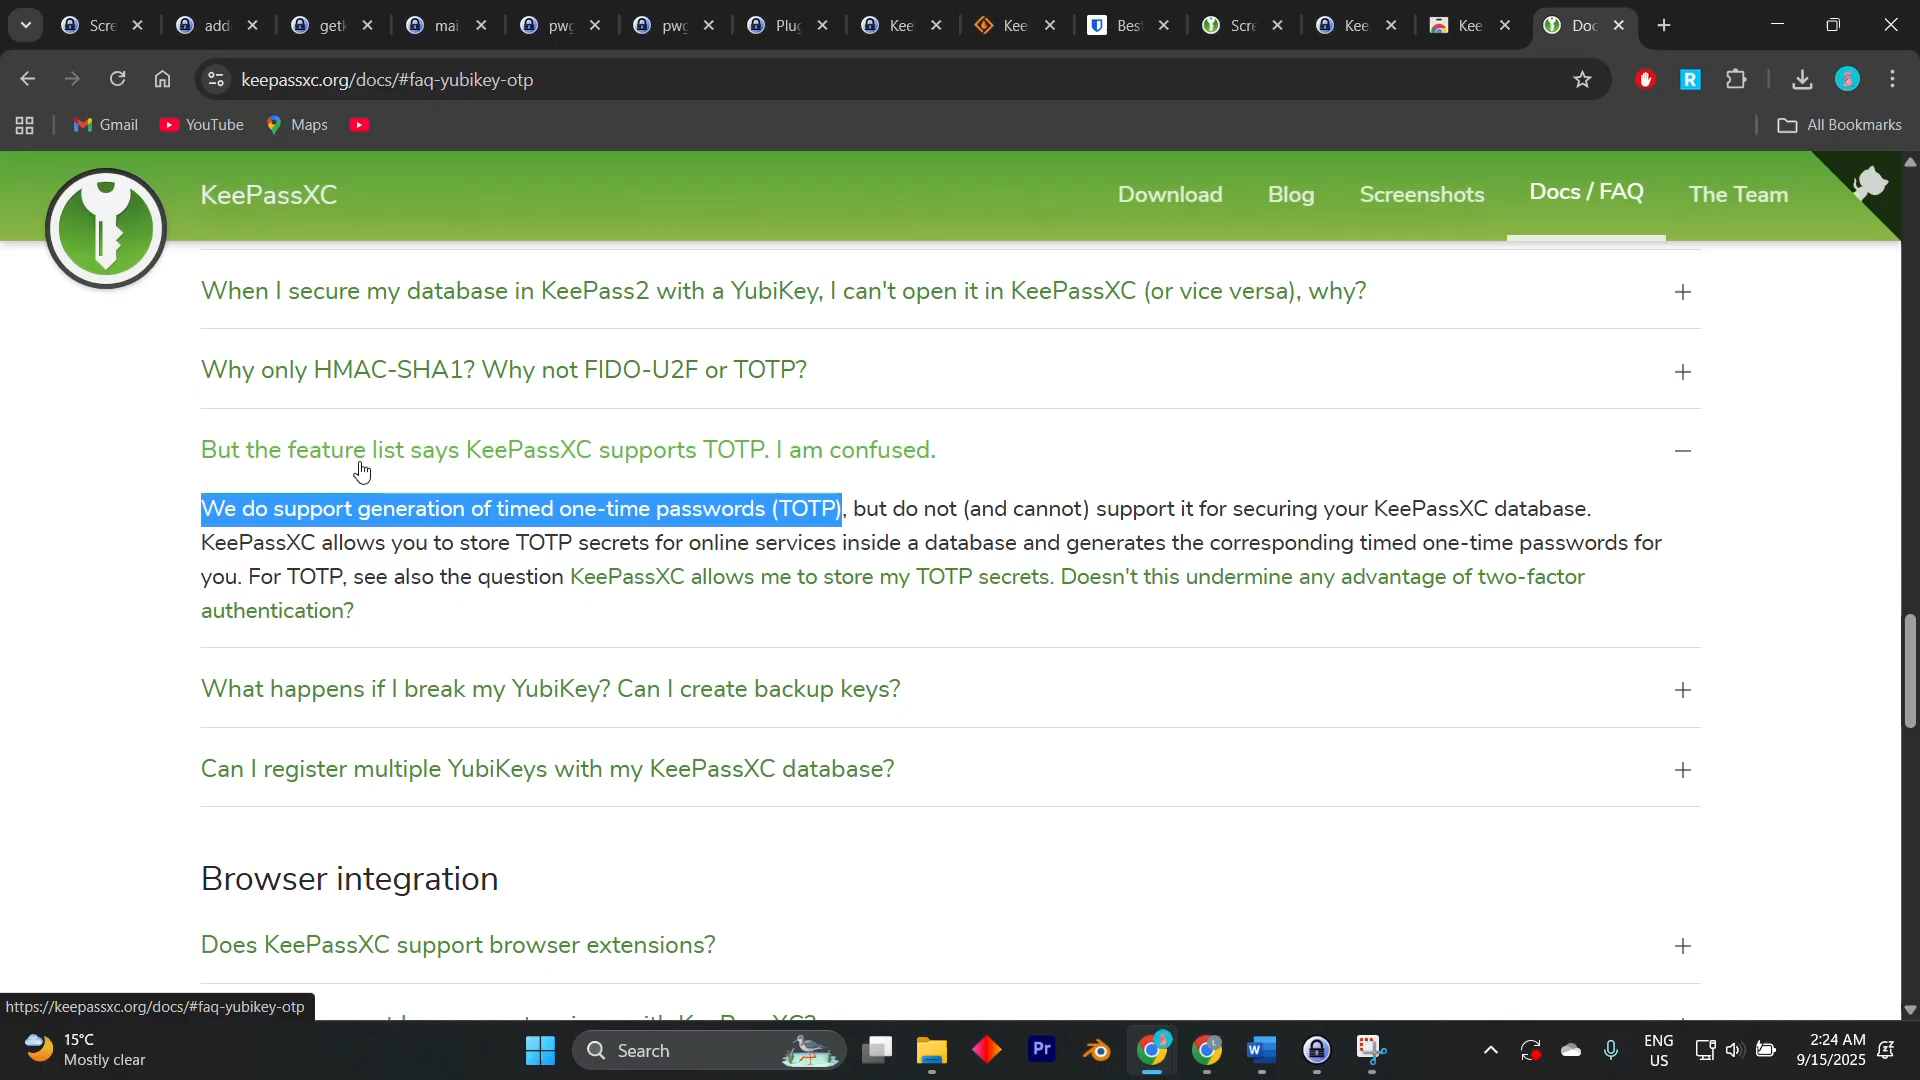 Scre
add
getk
mai
pwg
pwg
Plug
Kee
Kee
Bes
Scre
Kee
Kee
Doc
keepassxc.org/docs/#faq-yubikey-otp
Gmail
YouTube
Maps
All Bookmarks
KeePassXC
Download
Blog
Screenshots
Docs / FAQ
The Team
When I secure my database in KeePass2 with a YubiKey, I can't open it in KeePassXC (or vice versa), why?
Why only HMAC-SHA1? Why not FIDO-U2F or TOTP?
But the feature list says KeePassXC supports TOTP. I am confused.
We do support generation of timed one-time passwords (TOTP), but do not (and cannot) support it for securing your KeePassXC database.
KeePassXC allows you to store TOTP secrets for online services inside a database and generates the corresponding timed one-time passwords for
you. For TOTP, see also the question KeePassXC allows me to store my TOTP secrets. Doesn't this undermine any advantage of two-factor
authentication?
What happens if I break my YubiKey? Can I create backup keys?
Can I register multiple YubiKeys with my KeePassXC database?
Browser integration
Does KeePassXC support browser extensions?
https://keepassxc.org/docs/#faq-yubikey-otp
15°C
Mostly clear
Search
Pr
ENG
US
2:24 AM
9/15/2025